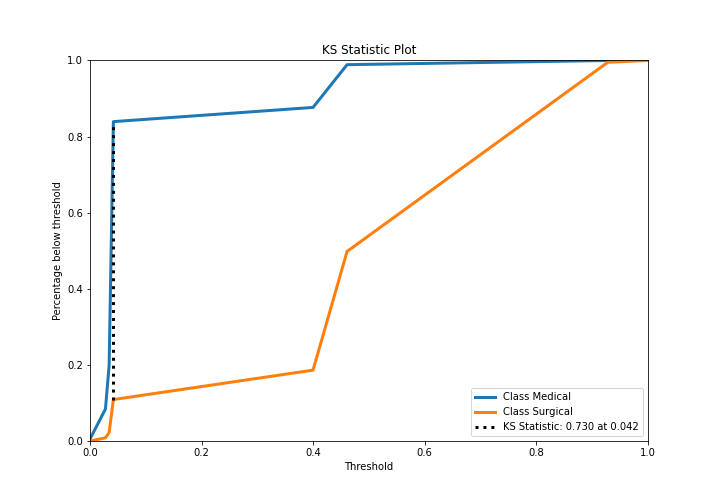 KS Statistic Plot
1.0
0.8
0.6
0.4
0.2
0.0
Percentage below threshold
0.0 0.2 0.4 0.6 0.8 1.0
Threshold
Class Medical
Class Surgical
KS Statistic: 0.730 at 0.042